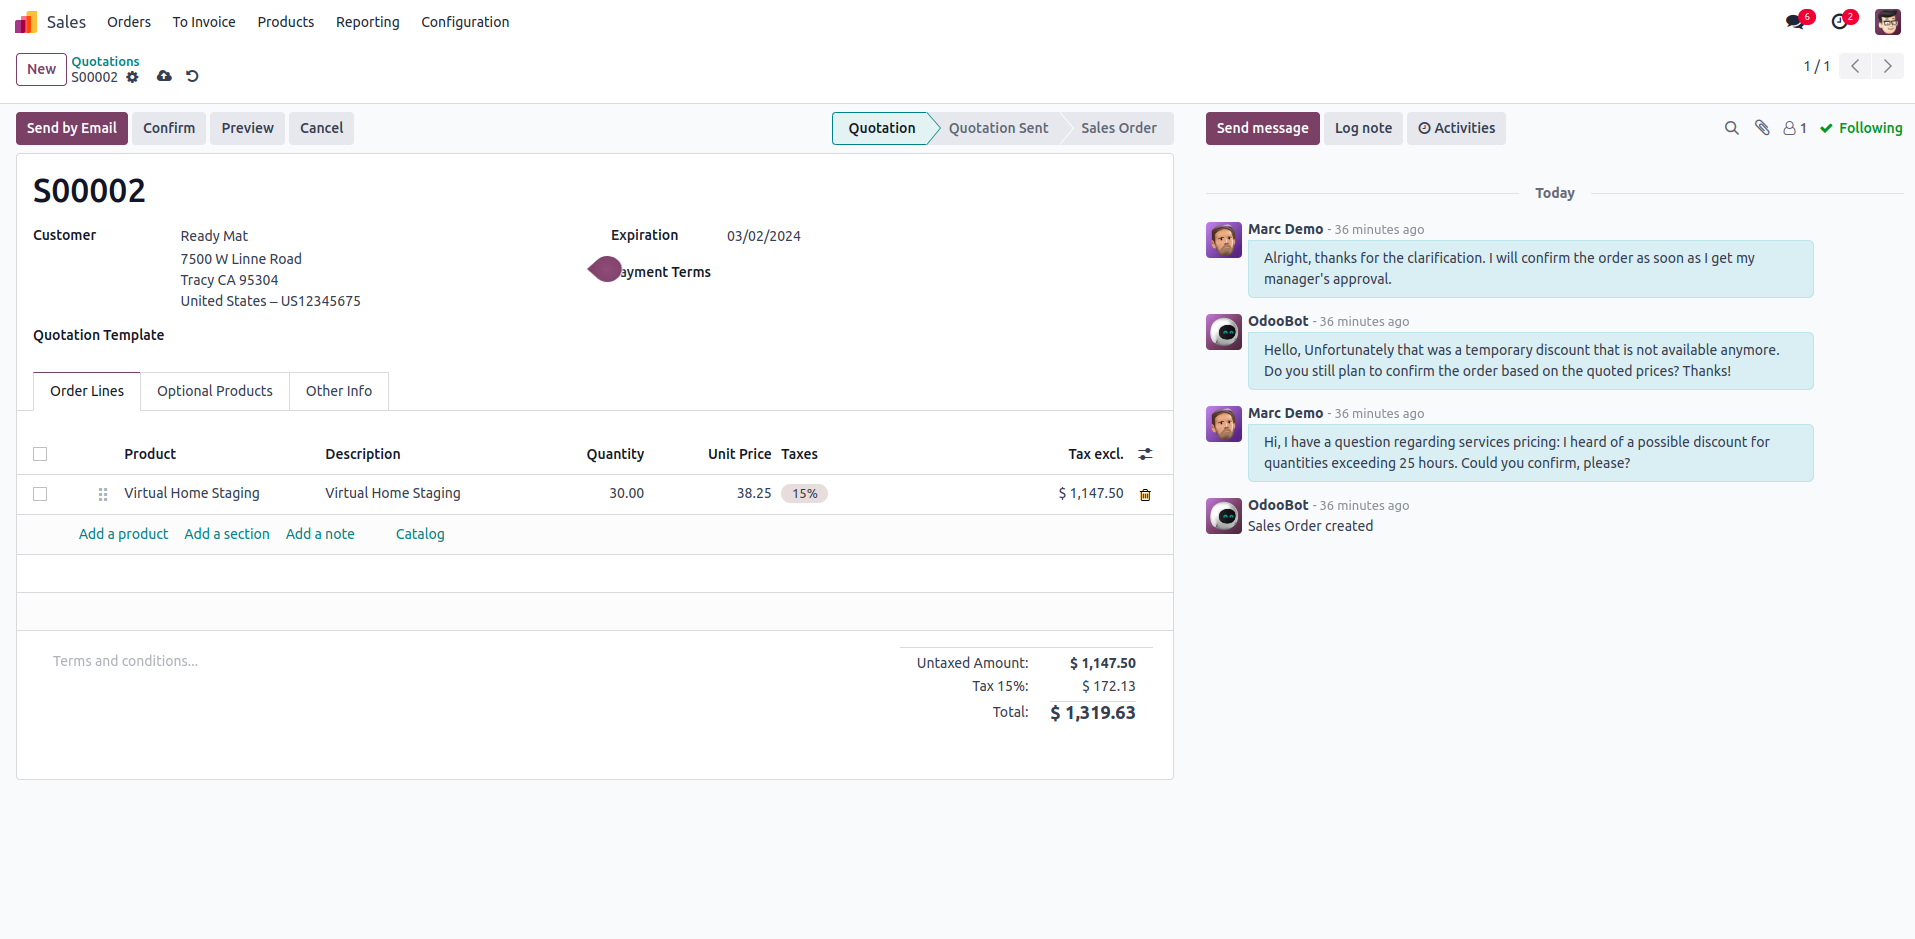 Sales Orders To Invoice Products Reporting Configuration 6 2
New Quotations
S00002
1 / 1
Send by Email Confirm Preview Cancel Quotation Quotation Sent Sales Order
S00002
Customer Ready Mat Expiration 03/02/2024
7500 W Linne Road
Tracy CA 95304
United States – US12345675
ayment Terms
Quotation Template
Order Lines Optional Products Other Info
Product Description Quantity Unit Price Taxes Tax excl.
Virtual Home Staging Virtual Home Staging 30.00 38.25 15% $ 1,147.50
Add a product Add a section Add a note Catalog
Terms and conditions...
Untaxed Amount: $ 1,147.50
Tax 15%: $ 172.13
Total: $ 1,319.63
Send message Log note Activities 1 Following
Today
Marc Demo - 36 minutes ago
Alright, thanks for the clarification. I will confirm the order as soon as I get my
manager's approval.
OdooBot - 36 minutes ago
Hello, Unfortunately that was a temporary discount that is not available anymore.
Do you still plan to confirm the order based on the quoted prices? Thanks!
Marc Demo - 36 minutes ago
Hi, I have a question regarding services pricing: I heard of a possible discount for
quantities exceeding 25 hours. Could you confirm, please?
OdooBot - 36 minutes ago
Sales Order created